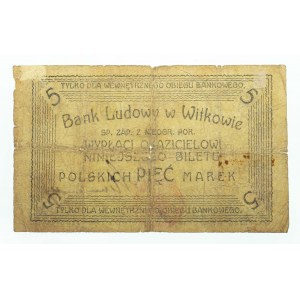 TYLKO DLA WEWNĘTRZNEGO OBIEGU BANKOWEGO.
5 5
Bank Ludowy w Witkowie
SP. ZAP. Z NIEOGR. POR.
WYPŁACI OKAZICIELOWI
NINIEJSZEGO BILETU
POLSKICH PIĘĆ MAREK
5 5
TYLKO DLA WEWNĘTRZNEGO OBIEGU BANKOWEGO.